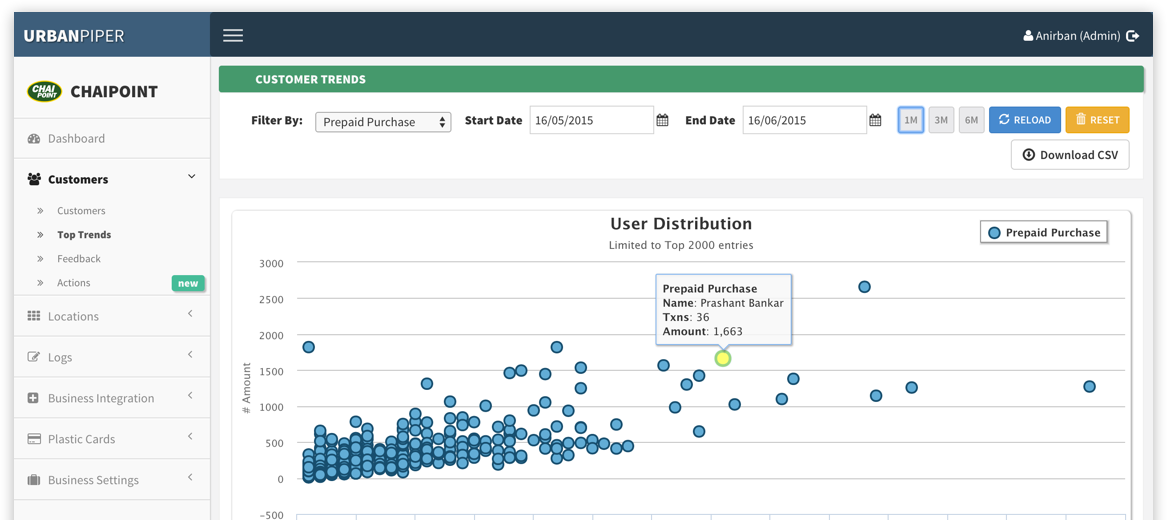 URBANPIPER
Anirban (Admin)
CHAI POINT
CHAIPOINT
Dashboard
Customers
Customers
Top Trends
Feedback
Actions new
Locations
Logs
Business Integration
Plastic Cards
Business Settings
CUSTOMER TRENDS
Filter By: Prepaid Purchase Start Date 16/05/2015 End Date 16/06/2015 1M 3M 6M RELOAD RESET
Download CSV
User Distribution
Limited to Top 2000 entries
Prepaid Purchase
# Amount
3000
2500
2000
1500
1000
500
0
-500
Prepaid Purchase
Name: Prashant Bankar
Txns: 36
Amount: 1,663